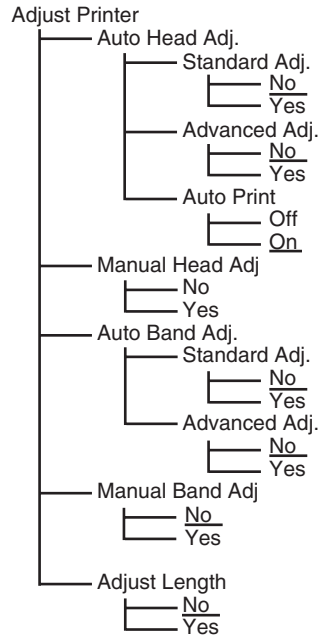 Adjust Printer
Auto Head Adj.
Standard Adj.
No
Yes
Advanced Adj.
No
Yes
Auto Print
Off
On
Manual Head Adj
No
Yes
Auto Band Adj.
Standard Adj.
No
Yes
Advanced Adj.
No
Yes
Manual Band Adj
No
Yes
Adjust Length
No
Yes